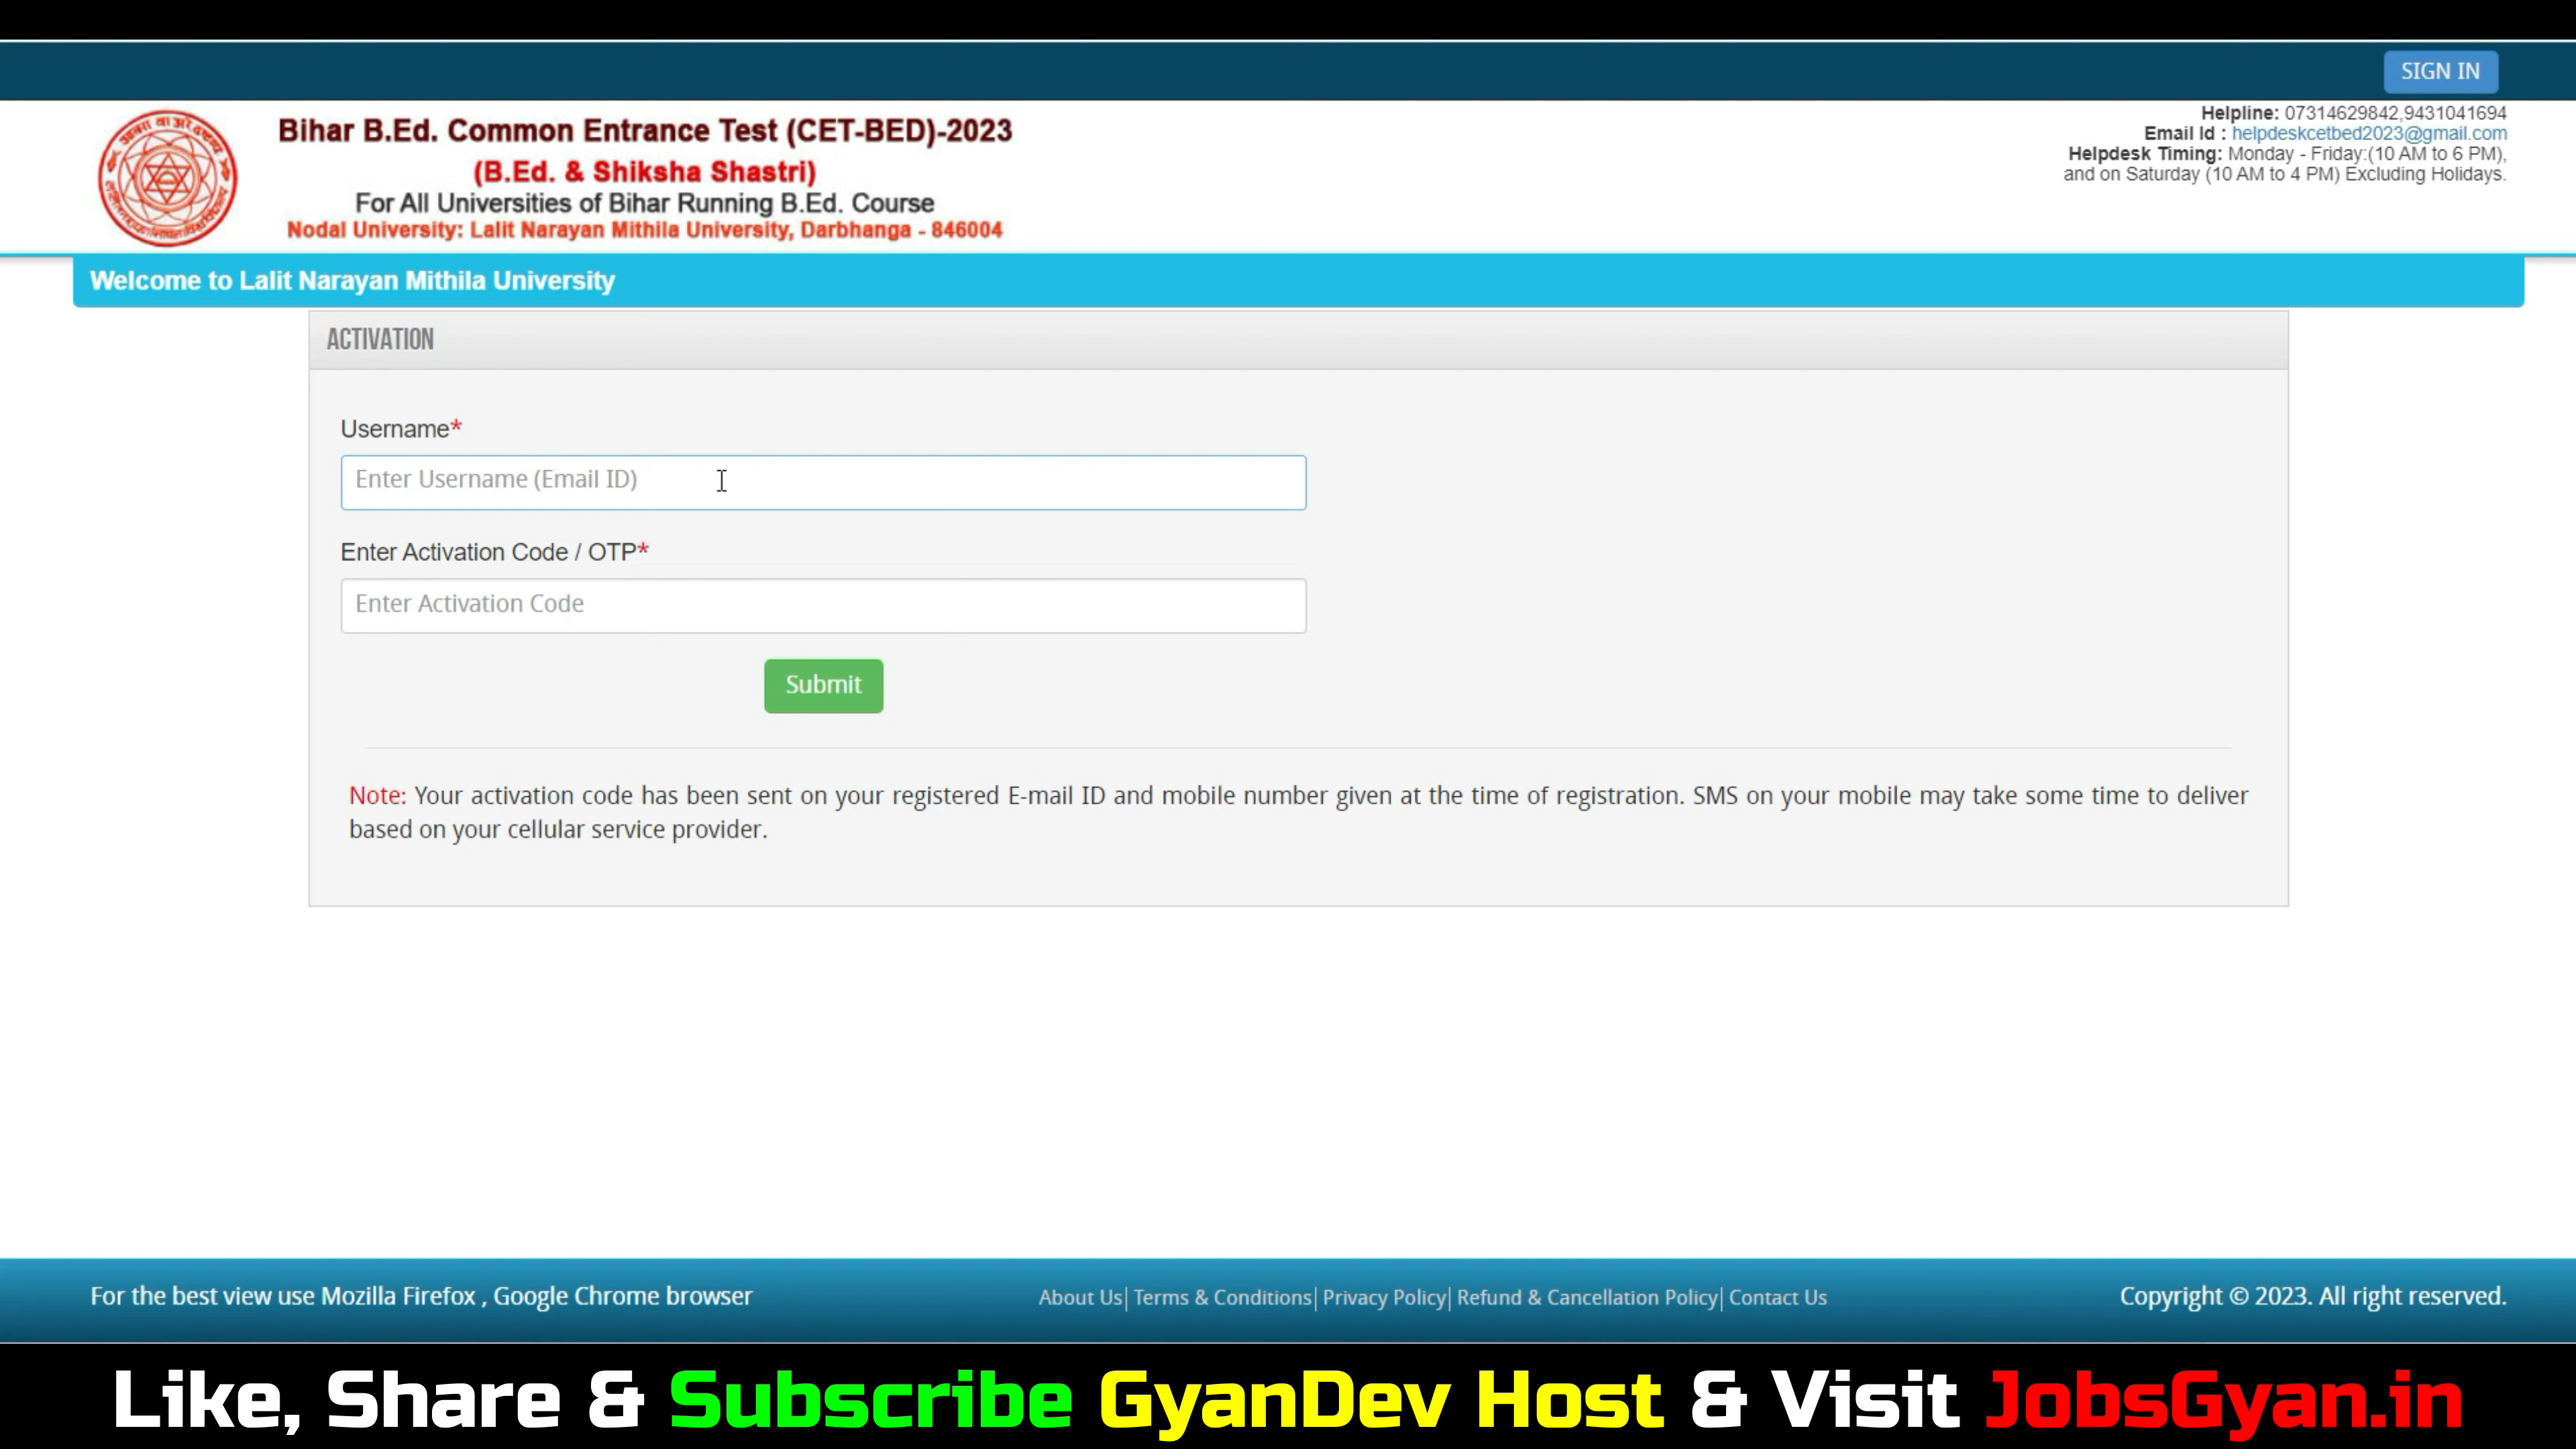 SIGN IN
Bihar B.Ed. Common Entrance Test (CET-BED)-2023
(B.Ed. & Shiksha Shastri)
For All Universities of Bihar Running B.Ed. Course
Nodal University: Lalit Narayan Mithila University, Darbhanga - 846004
Helpline: 07314629842,9431041694
Email Id : helpdeskcetbed2023@gmail.com
Helpdesk Timing: Monday - Friday:(10 AM to 6 PM),
and on Saturday (10 AM to 4 PM) Excluding Holidays.
Welcome to Lalit Narayan Mithila University
ACTIVATION
Username*
Enter Username (Email ID)
Enter Activation Code / OTP*
Enter Activation Code
Submit
Note: Your activation code has been sent on your registered E-mail ID and mobile number given at the time of registration. SMS on your mobile may take some time to deliver
based on your cellular service provider.
For the best view use Mozilla Firefox , Google Chrome browser
About Us| Terms & Conditions| Privacy Policy| Refund & Cancellation Policy| Contact Us
Copyright © 2023. All right reserved.
Like, Share & Subscribe GyanDev Host & Visit JobsGyan.in